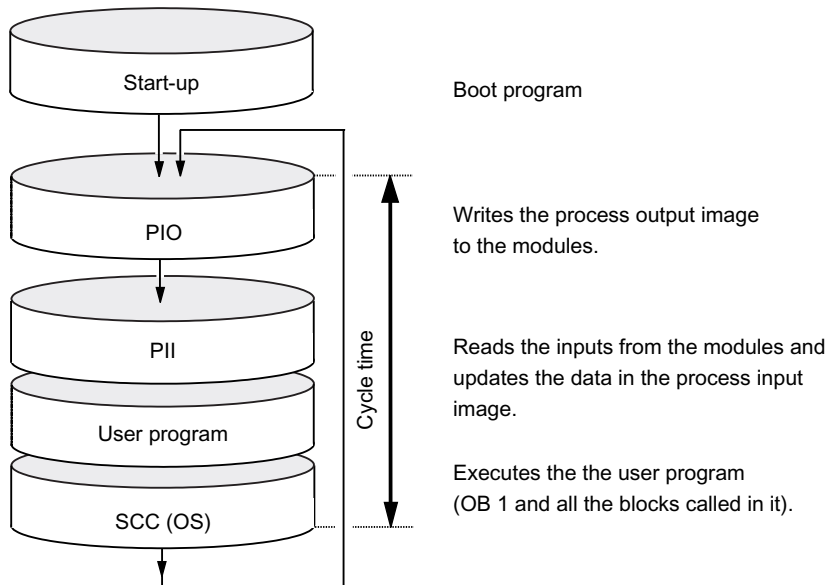 Start-up
Boot program
PIO
Writes the process output image
to the modules.
Cycle time
PII
Reads the inputs from the modules and
updates the data in the process input
image.
User program
Executes the the user program
(OB 1 and all the blocks called in it).
SCC (OS)